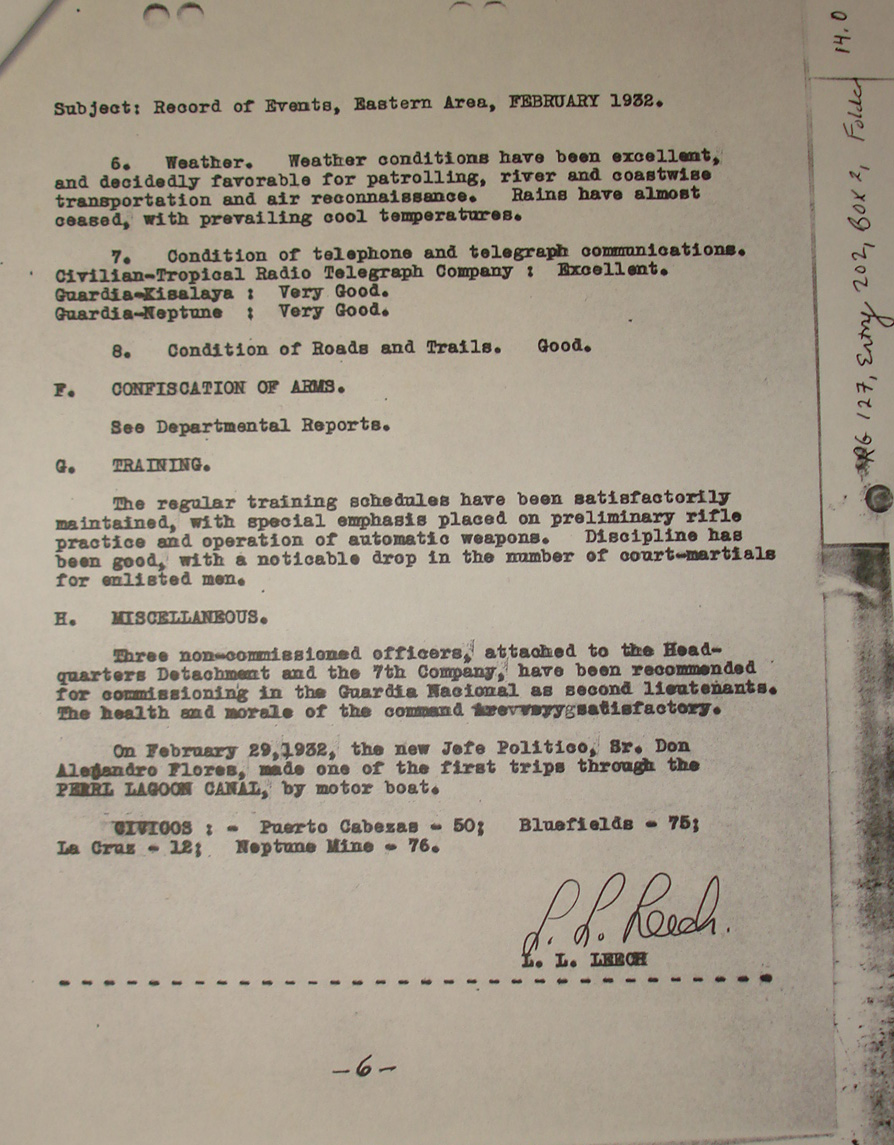 Subject: Record of Events, Eastern Area, FEBRUARY 1932.
6. Weather. Weather conditions have been excellent,
and decidedly favorable for patrolling, river and coastwise
transportation and air reconnaissance. Rains have almost
ceased, with prevailing cool temperatures.
7. Condition of telephone and telegraph communications.
Civilian-Tropical Radio Telegraph Company : Excellent.
Guardia-Kisalaya : Very Good.
Guardia-Neptune : Very Good.
8. Condition of Roads and Trails. Good.
F. CONFISCATION OF ARMS.
See Departmental Reports.
G. TRAINING.
The regular training schedules have been satisfactorily
maintained, with special emphasis placed on preliminary rifle
practice and operation of automatic weapons. Discipline has
been good, with a noticable drop in the number of court-martials
for enlisted men.
H. MISCELLANEOUS.
Three non-commissioned officers, attached to the Head-
quarters Detachment and the 7th Company, have been recommended
for commissioning in the Guardia Nacional as second lieutenants.
The health and morale of the command satisfactory.
On February 29,1932, the new Jefe Politico, Sr. Don
Alejandro Flores, made one of the first trips through the
PEARL LAGOON CANAL, by motor boat.
CIVICOS : - Puerto Cabezas - 50; Bluefields - 75;
La Cruz - 12; Neptune Mine - 76.
L. L. Leech.
L. L. LEECH
-6-
RG 127, Entry 202, Box 2, Folder 14.0